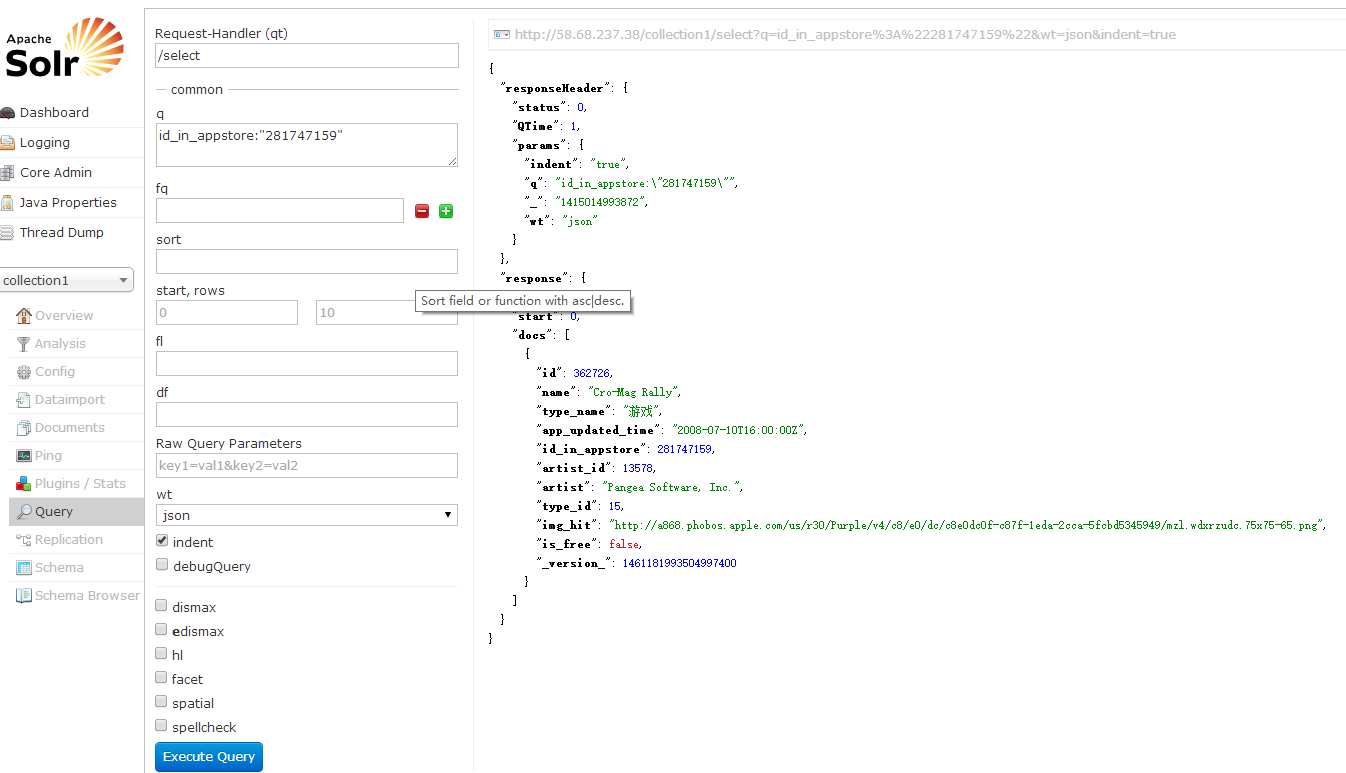 Apache
Solr
Dashboard
Logging
Core Admin
Java Properties
Thread Dump
collection1
Overview
Analysis
Config
Dataimport
Documents
Ping
Plugins / Stats
Query
Replication
Schema
Schema Browser
Request-Handler (qt)
/select
common
q
id_in_appstore:"281747159"
fq
sort
start, rows
0
10
Sort field or function with asc|desc.
fl
df
Raw Query Parameters
key1=val1&key2=val2
wt
json
indent
debugQuery
dismax
edismax
hl
facet
spatial
spellcheck
Execute Query
http://58.68.237.38/collection1/select?q=id_in_appstore%3A%22281747159%22&wt=json&indent=true
{
"responseHeader": {
"status": 0,
"QTime": 1,
"params": {
"indent": "true",
"q": "id_in_appstore:\"281747159\"",
"_": "1415014993872",
"wt": "json"
}
},
"response": {
"start": 0,
"docs": [
{
"id": 362726,
"name": "Cro-Mag Rally",
"type_name": "游戏",
"app_updated_time": "2008-07-10T16:00:00Z",
"id_in_appstore": 281747159,
"artist_id": 13578,
"artist": "Pangea Software, Inc.",
"type_id": 15,
"img_hit": "http://a868.phobos.apple.com/us/r30/Purple/v4/c8/e0/dc/c8e0dc0f-c87f-1eda-2cca-5fcbd5345949/mzl.wdxrzudc.75x75-65.png",
"is_free": false,
"_version_": 1461181993504997400
}
]
}
}